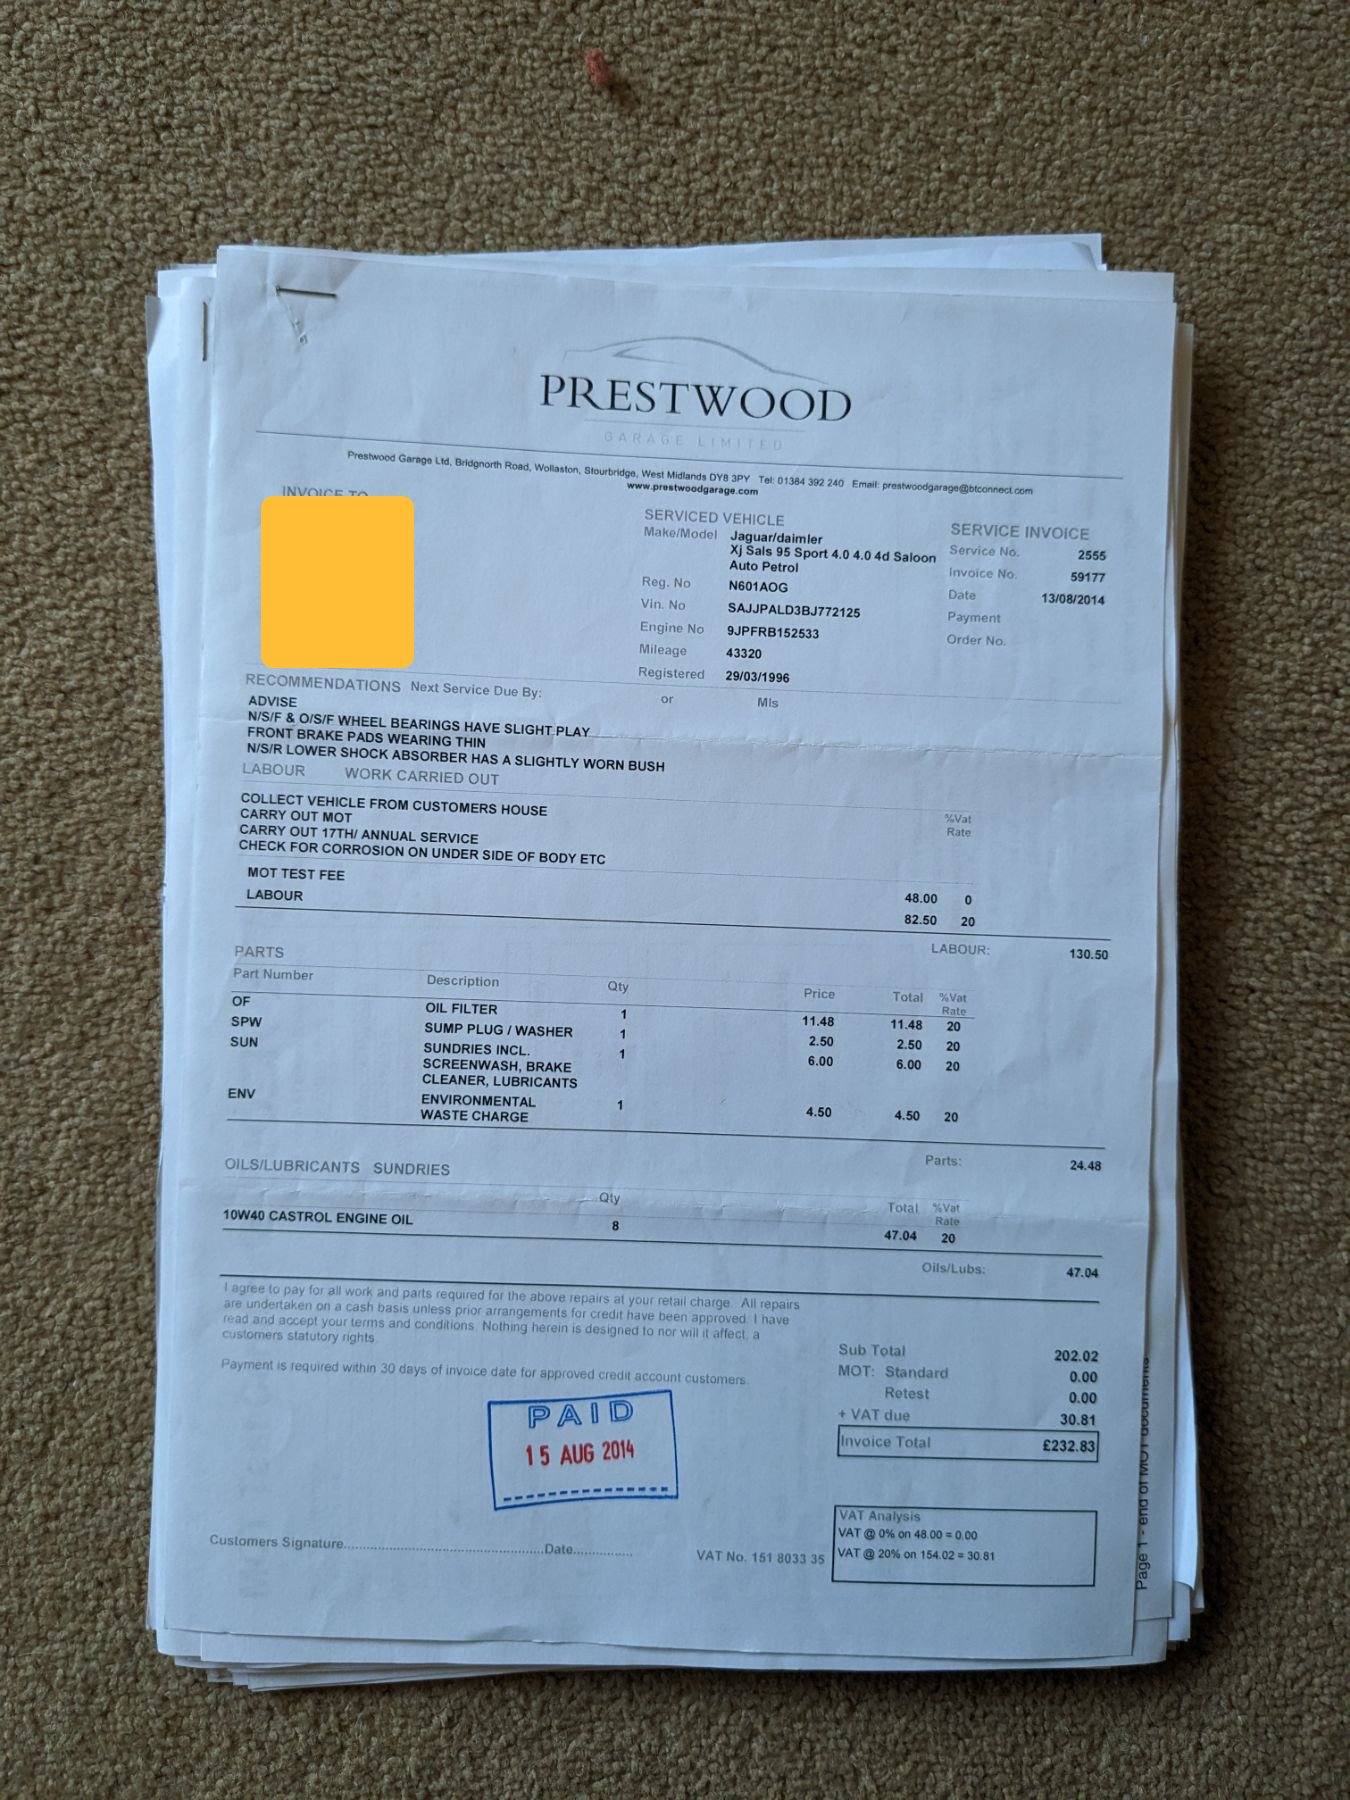 PRESTWOOD
GARAGE LIMITED
Prestwood Garage Ltd, Bridgnorth Road, Wollaston, Stourbridge, West Midlands DY8 3PY Tel: 01384 392 240 Email: prestwoodgarage@btconnect.com
www.prestwoodgarage.com
INVOICE TO
SERVICED VEHICLE
Make/Model Jaguar/daimler
Xj Sals 95 Sport 4.0 4.0 4d Saloon
Auto Petrol
Reg. No N601AOG
Vin. No SAJJPALD3BJ772125
Engine No 9JPFRB152533
Mileage 43320
Registered 29/03/1996
SERVICE INVOICE
Service No. 2555
Invoice No. 59177
Date 13/08/2014
Payment
Order No.
RECOMMENDATIONS Next Service Due By: or Mls
ADVISE
N/S/F & O/S/F WHEEL BEARINGS HAVE SLIGHT PLAY
FRONT BRAKE PADS WEARING THIN
N/S/R LOWER SHOCK ABSORBER HAS A SLIGHTLY WORN BUSH
LABOUR WORK CARRIED OUT
%Vat
Rate
COLLECT VEHICLE FROM CUSTOMERS HOUSE
CARRY OUT MOT
CARRY OUT 17TH/ ANNUAL SERVICE
CHECK FOR CORROSION ON UNDER SIDE OF BODY ETC
MOT TEST FEE 48.00 0
LABOUR 82.50 20
LABOUR: 130.50
PARTS
Part Number Description Qty Price Total %Vat
Rate
OF OIL FILTER 1 11.48 11.48 20
SPW SUMP PLUG / WASHER 1 2.50 2.50 20
SUN SUNDRIES INCL. 1 6.00 6.00 20
SCREENWASH, BRAKE
CLEANER, LUBRICANTS
ENV ENVIRONMENTAL 1 4.50 4.50 20
WASTE CHARGE
Parts: 24.48
OILS/LUBRICANTS SUNDRIES
Qty Total %Vat
Rate
10W40 CASTROL ENGINE OIL 8 47.04 20
Oils/Lubs: 47.04
I agree to pay for all work and parts required for the above repairs at your retail charge. All repairs
are undertaken on a cash basis unless prior arrangements for credit have been approved. I have
read and accept your terms and conditions. Nothing herein is designed to nor will it affect, a
customers statutory rights.
Payment is required within 30 days of invoice date for approved credit account customers.
Sub Total 202.02
MOT: Standard 0.00
Retest 0.00
+ VAT due 30.81
Invoice Total £232.83
PAID
15 AUG 2014
VAT Analysis
VAT @ 0% on 48.00 = 0.00
VAT @ 20% on 154.02 = 30.81
Customers Signature Date
VAT No. 151 8033 35
Page 1 - end of MOT documents